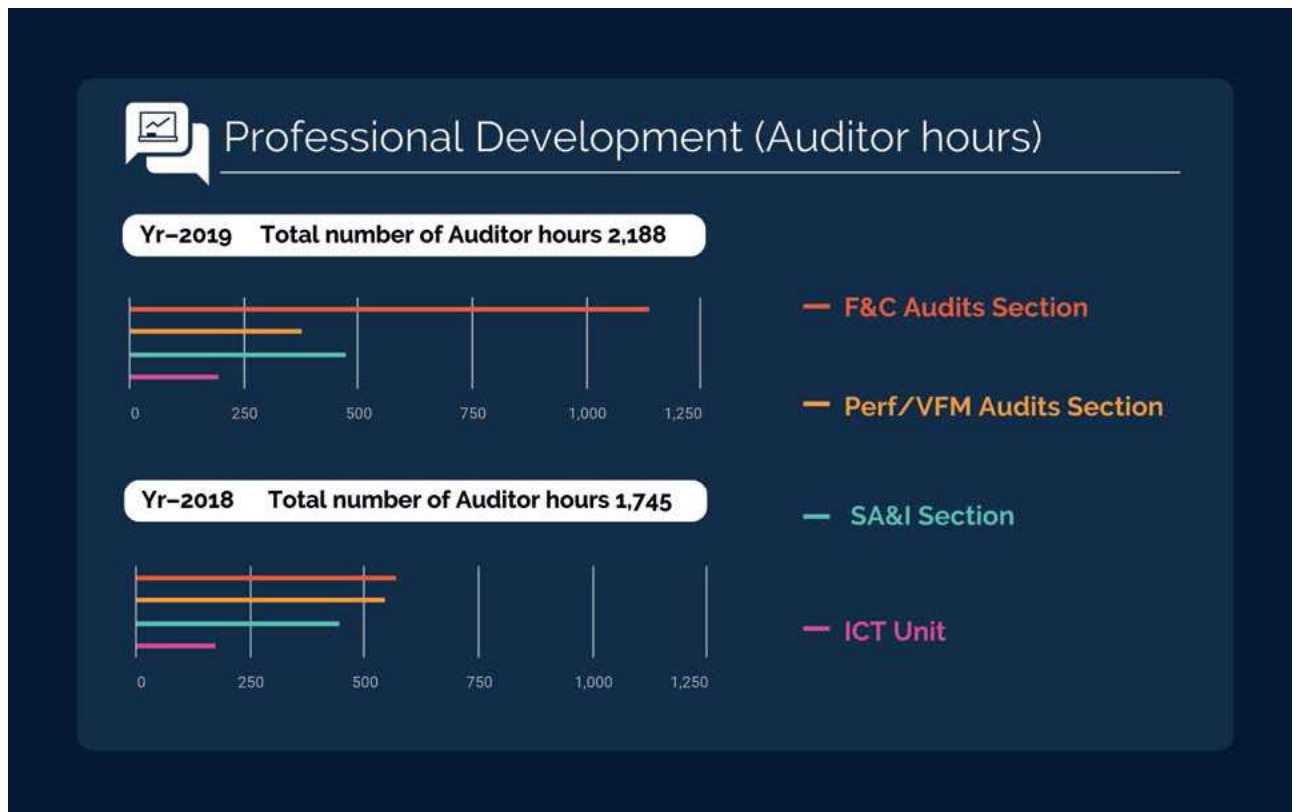 Professional Development (Auditor hours)
Yr–2019 Total number of Auditor hours 2,188
0 250 500 750 1,000 1,250
Yr–2018 Total number of Auditor hours 1,745
0 250 500 750 1,000 1,250
F&C Audits Section
Perf/VFM Audits Section
SA&I Section
ICT Unit